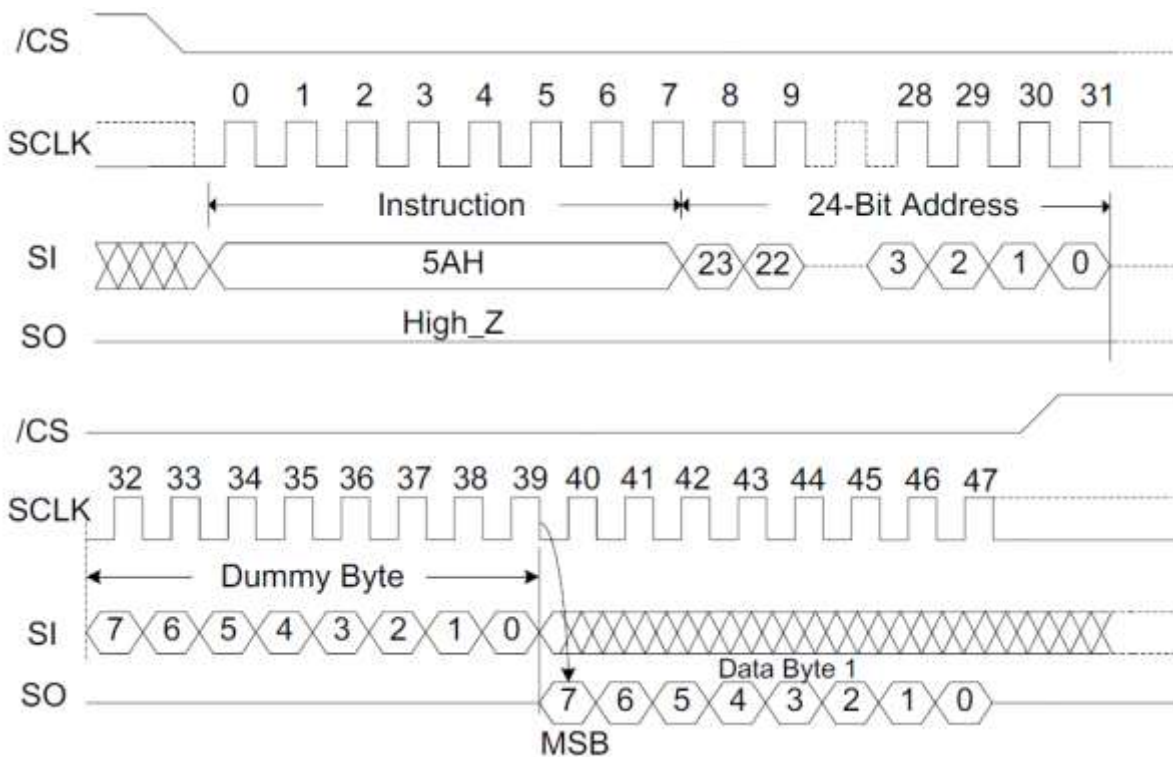 /CS
0 1 2 3 4 5 6 7 8 9 28 29 30 31
SCLK
Instruction 24-Bit Address
SI 5AH 23 22 3 2 1 0
High_Z
SO
/CS
32 33 34 35 36 37 38 39 40 41 42 43 44 45 46 47
SCLK
Dummy Byte
SI 7 6 5 4 3 2 1 0
Data Byte 1
SO 7 6 5 4 3 2 1 0
MSB